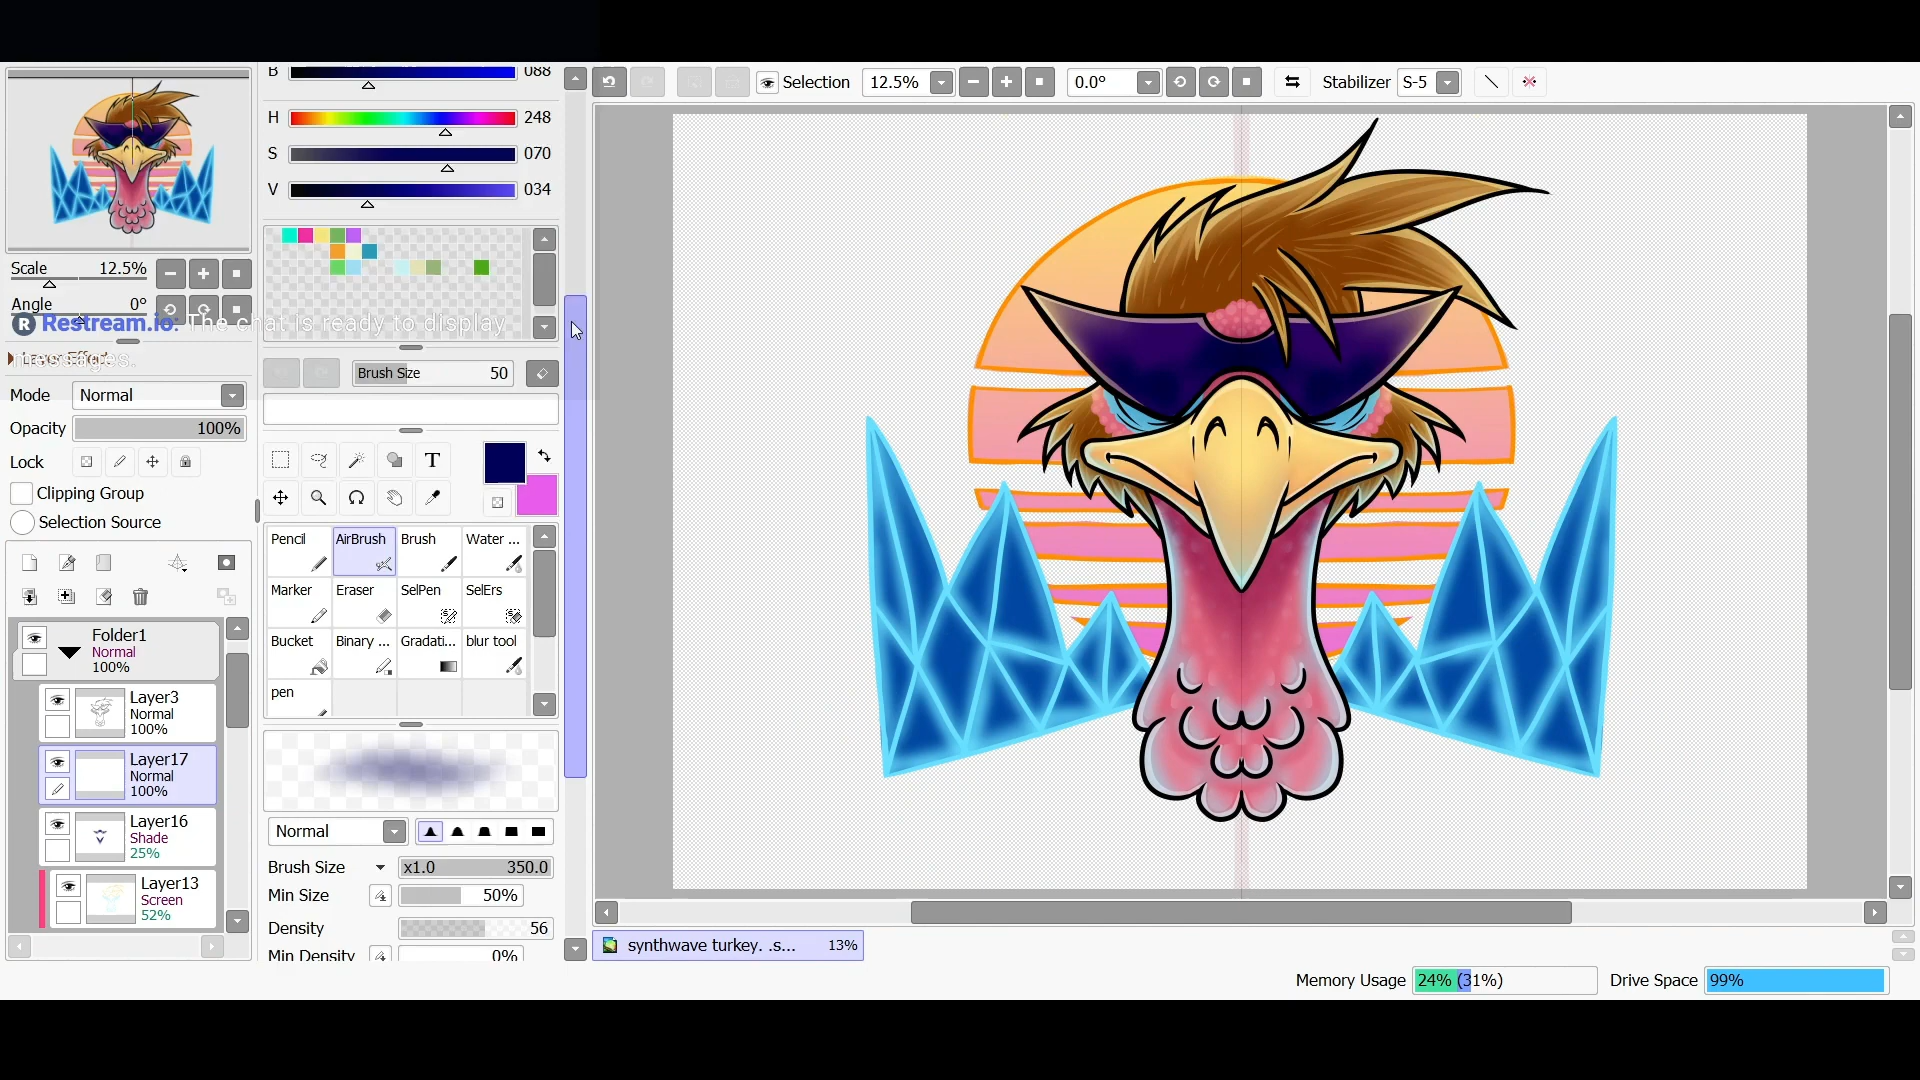 B 088
Selection 12.5% 0.0° Stabilizer S-5
H 248
S 070
V 034
Scale 12.5%
Angle 0°
R Restream.io: The chat is ready to display
messages.
Brush Size 50
Mode Normal
Opacity 100%
Lock
Clipping Group
Selection Source
T
Pencil AirBrush Brush Water ...
Marker Eraser SelPen SelErs
Bucket Binary ... Gradati... blur tool
pen
Folder1
Normal
100%
Layer3
Normal
100%
Layer17
Normal
100%
Layer16
Shade
25%
Layer13
Screen
52%
Normal
Brush Size x1.0 350.0
Min Size 50%
Density 56
Min Density 0%
synthwave turkey. .s... 13%
Memory Usage 24% (31%) Drive Space 99%